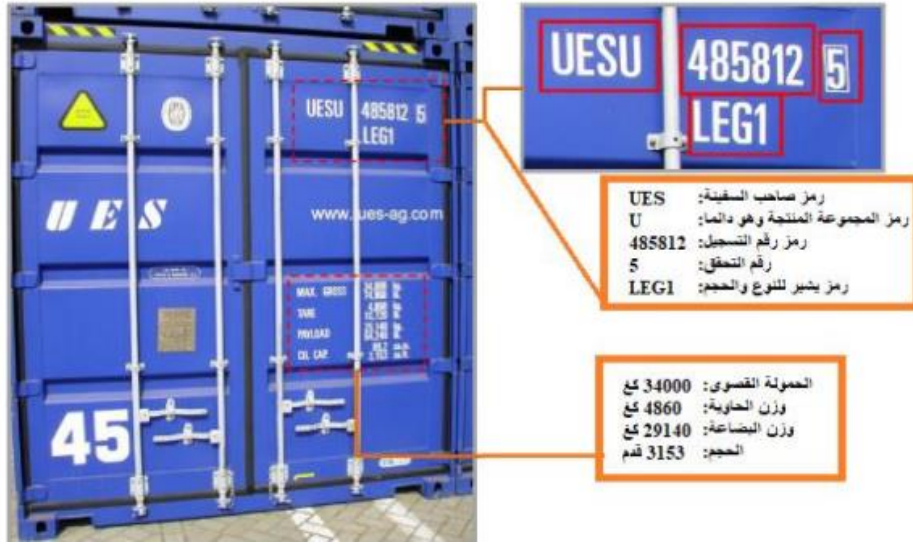 UESU 485812 5
LEG1
UES
www.ues-ag.com
MAX. GROSS
TARE
PAYLOAD
CU. CAP.
45
UESU 485812 5
LEG1
رمز صاحب السفينة: UES
رمز المجموعة المنتجة وهو دائما: U
رمز رقم التسجيل: 485812
رقم التحقق: 5
رمز يشير للنوع والحجم: LEG1
الحمولة القصوى: 34000 كغ
وزن الحاوية: 4860 كغ
وزن البضاعة: 29140 كغ
الحجم: 3153 قدم